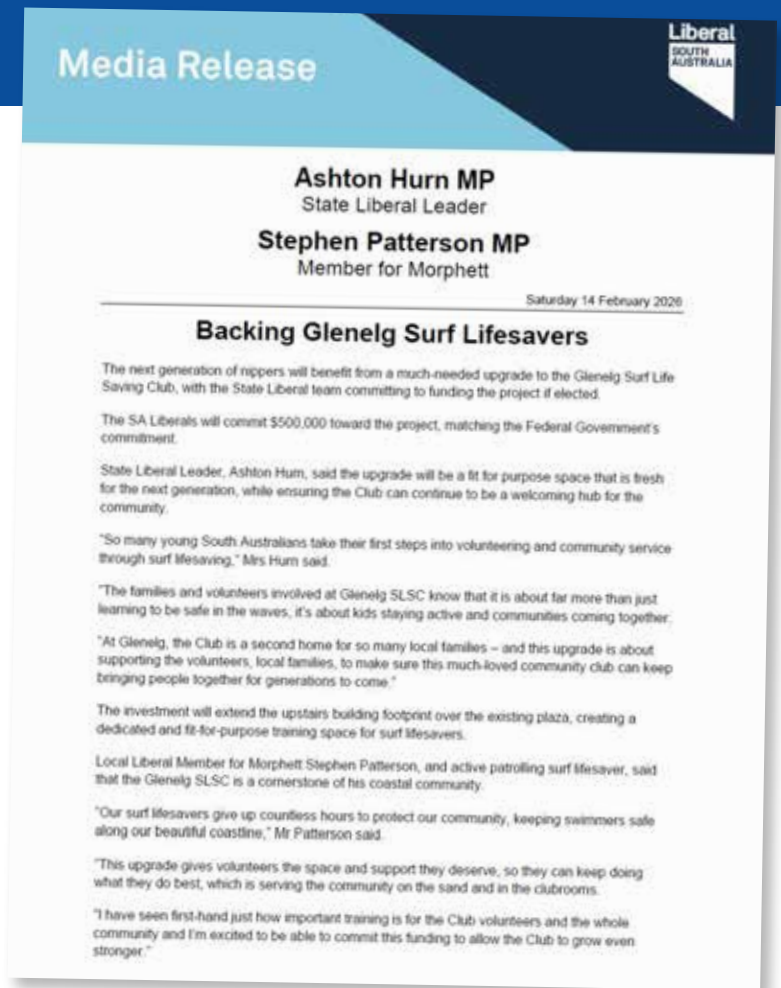 Media Release
Liberal
SOUTH
AUSTRALIA
Ashton Hurn MP
State Liberal Leader
Stephen Patterson MP
Member for Morphett
Saturday 14 February 2026
Backing Glenelg Surf Lifesavers
The next generation of nippers will benefit from a much-needed upgrade to the Glenelg Surf Life
Saving Club, with the State Liberal team committing to funding the project if elected.
The SA Liberals will commit $500,000 toward the project, matching the Federal Government's
commitment.
State Liberal Leader, Ashton Hurn, said the upgrade will be a fit for purpose space that is fresh
for the next generation, while ensuring the Club can continue to be a welcoming hub for the
community.
"So many young South Australians take their first steps into volunteering and community service
through surf lifesaving," Mrs Hurn said.
"The families and volunteers involved at Glenelg SLSC know that it is about far more than just
learning to be safe in the waves, it's about kids staying active and communities coming together.
"At Glenelg, the Club is a second home for so many local families – and this upgrade is about
supporting the volunteers, local families, to make sure this much-loved community club can keep
bringing people together for generations to come."
The investment will extend the upstairs building footprint over the existing plaza, creating a
dedicated and fit-for-purpose training space for surf lifesavers.
Local Liberal Member for Morphett Stephen Patterson, and active patrolling surf lifesaver, said
that the Glenelg SLSC is a cornerstone of his coastal community.
"Our surf lifesavers give up countless hours to protect our community, keeping swimmers safe
along our beautiful coastline," Mr Patterson said.
"This upgrade gives volunteers the space and support they deserve, so they can keep doing
what they do best, which is serving the community on the sand and in the clubrooms.
"I have seen first-hand just how important training is for the Club volunteers and the whole
community and I'm excited to be able to commit this funding to allow the Club to grow even
stronger."